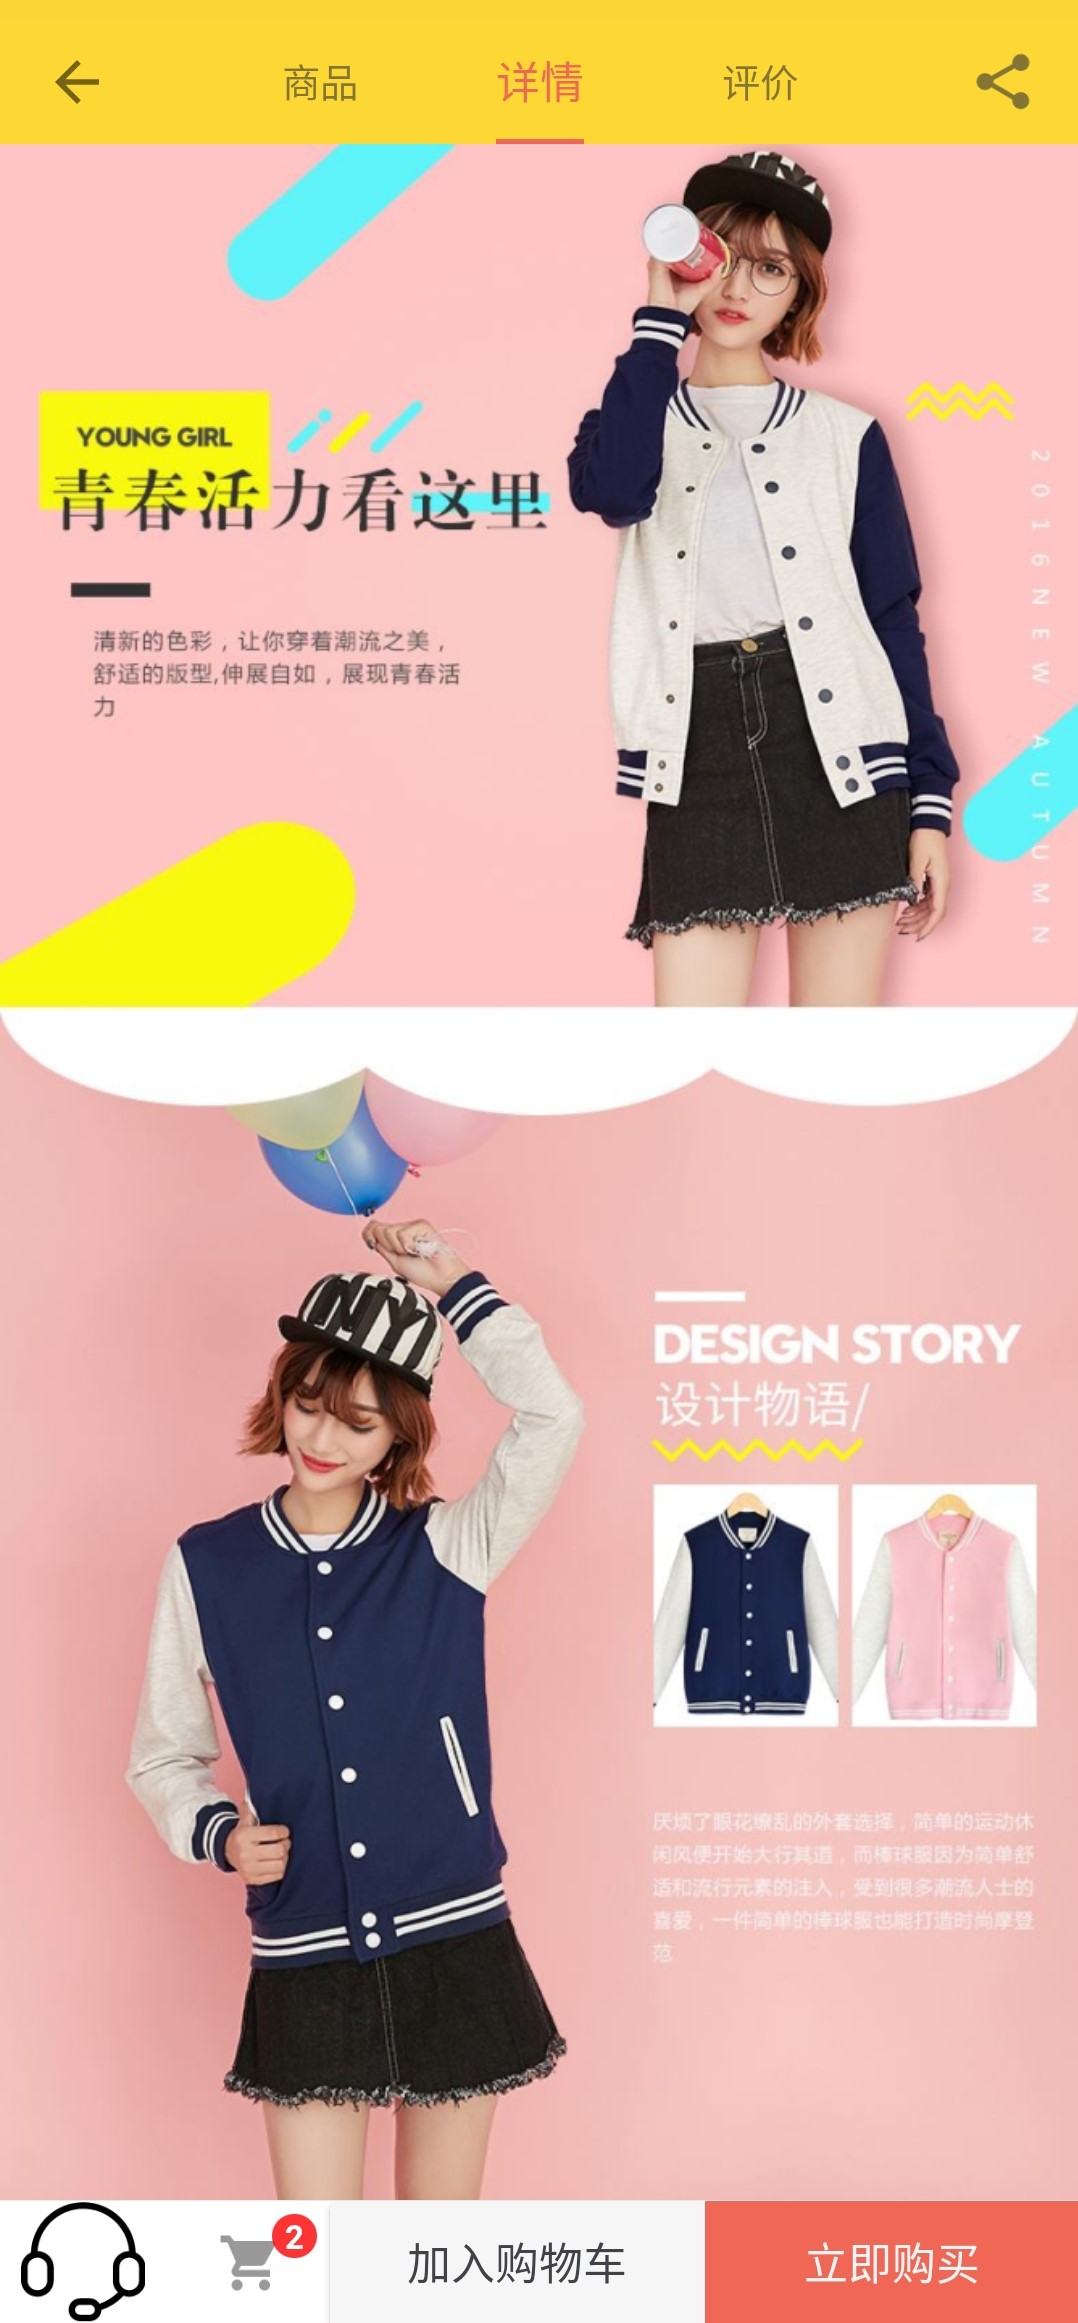 商品
详情
评价
YOUNG GIRL
青春活力看这里
清新的色彩，让你穿着潮流之美，
舒适的版型,伸展自如，展现青春活
力
2016NEW AUTUMN
NY
DESIGN STORY
设计物语/
厌烦了眼花缭乱的外套选择，简单的运动休
闲风便开始大行其道，而棒球服因为简单舒
适和流行元素的注入，受到很多潮流人士的
喜爱，一件简单的棒球服也能打造时尚摩登
范
2
加入购物车
立即购买